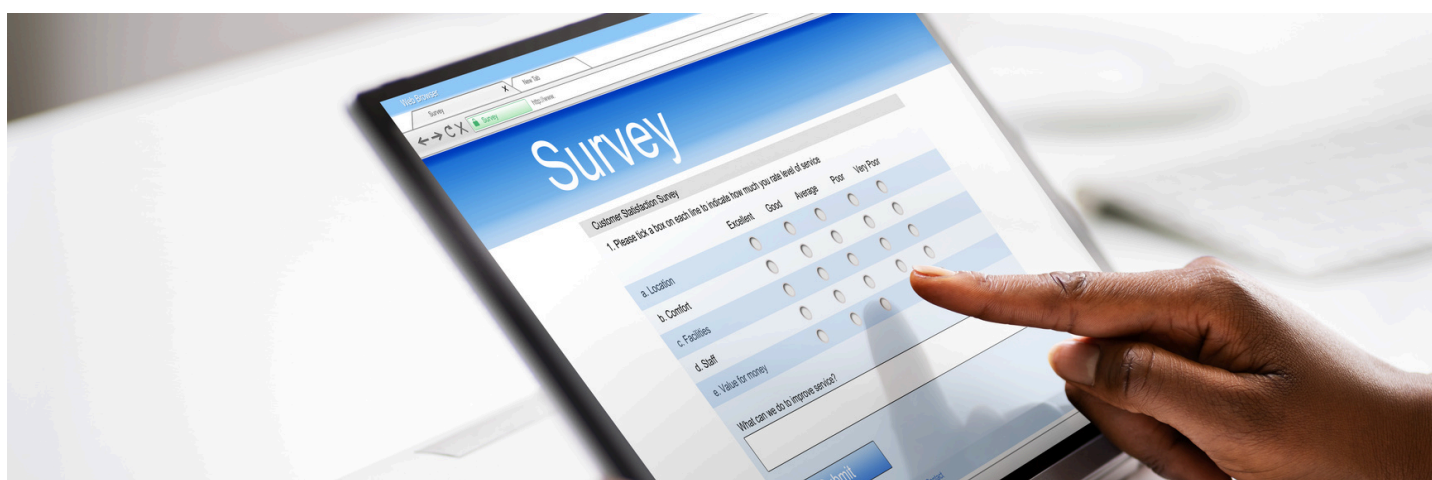 Web Browser
Survey X New Tab
Survey http://www.
Survey
Customer Statisfaction Survey
1. Please tick a box on each line to indicate how much you rate level of service
Excellent Good Average Poor Very Poor
a. Location
b. Comfort
c. Facilities
d. Staff
e. Value for money
What can we do to improve service?
Submit